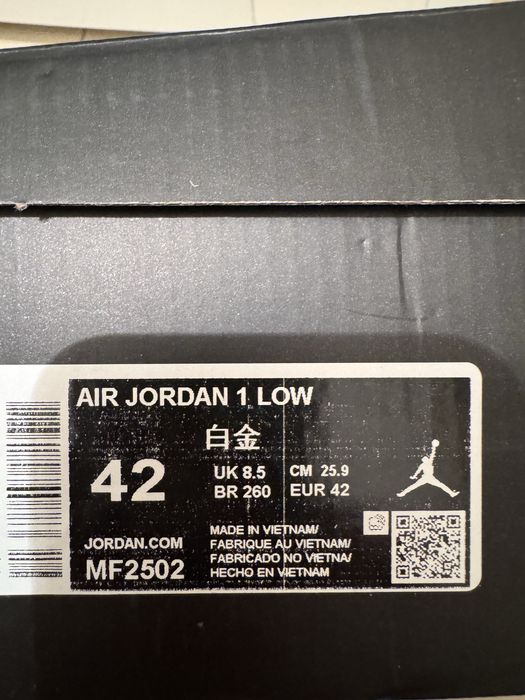 AIR JORDAN 1 LOW
白金
42
UK 8.5 CM 25.9
BR 260 EUR 42
JORDAN.COM
MF2502
MADE IN VIETNAM/
FABRIQUE AU VIETNAM/
FABRICADO NO VIETNA/
HECHO EN VIETNAM